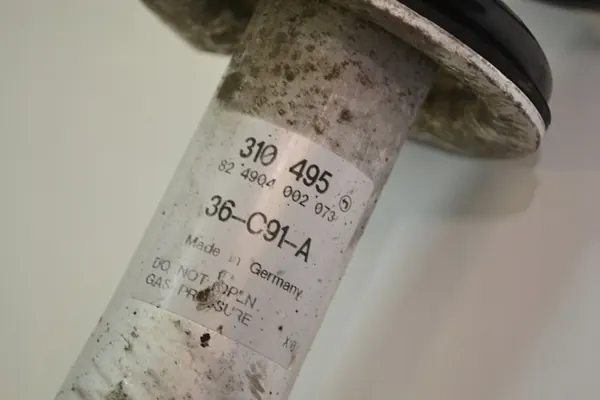 310 495
82 4904 002 073
36-C91-A
Made in Germany
DO NOT OPEN
GAS PRESSURE